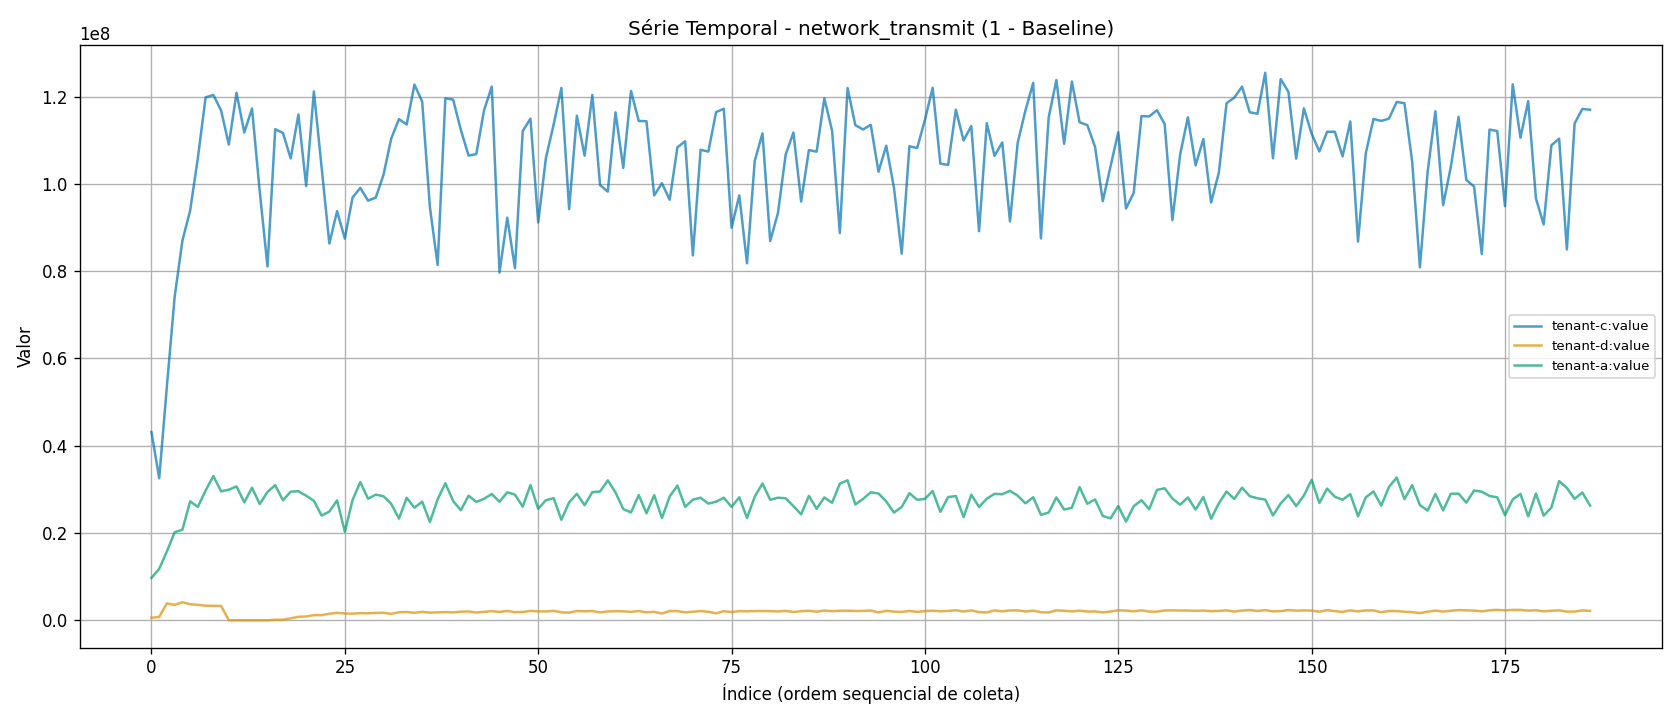 Série Temporal - network_transmit (1 - Baseline)
1e8
1.2
1.0
0.8
0.6
0.4
0.2
0.0
Valor
tenant-c:value
tenant-d:value
tenant-a:value
0 25 50 75 100 125 150 175
Índice (ordem sequencial de coleta)